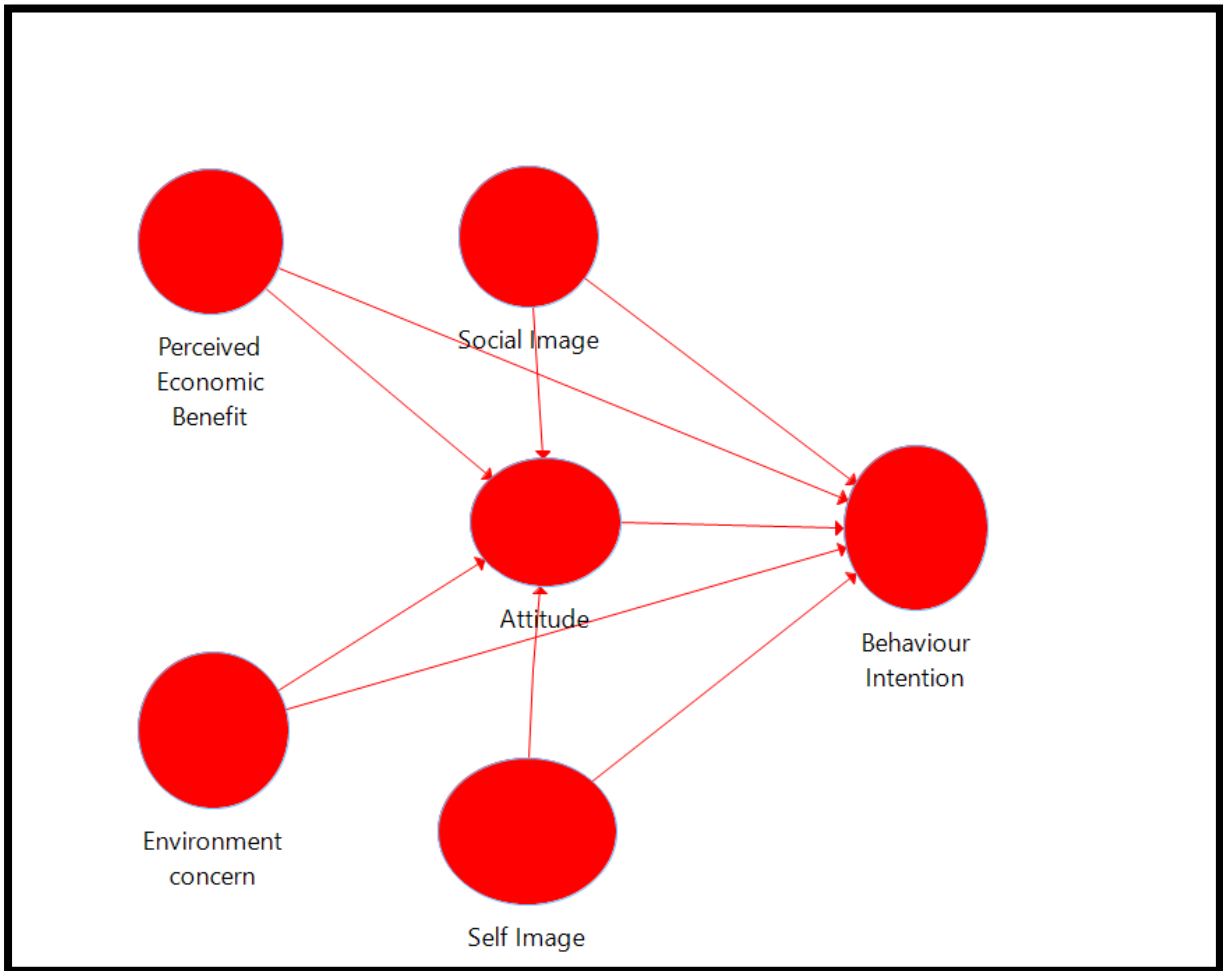 Perceived
Economic
Benefit
Social Image
Attitude
Behaviour
Intention
Environment
concern
Self Image